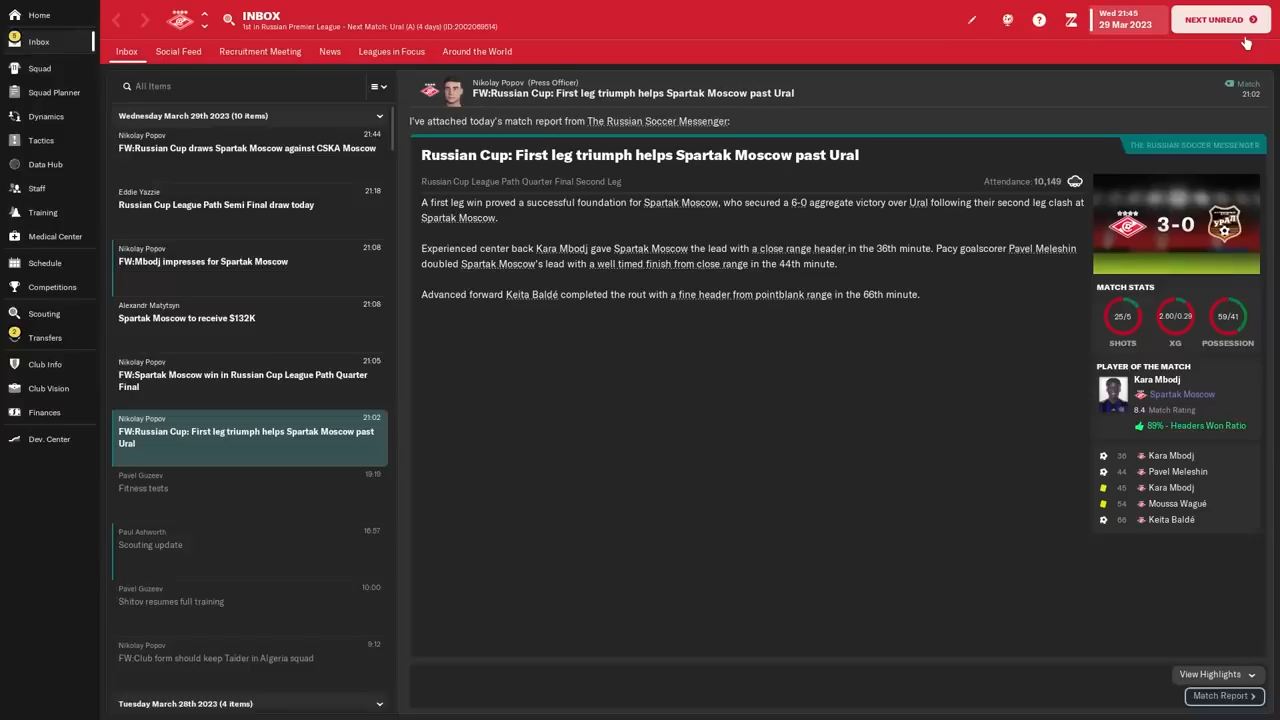 Home
5
Inbox
Squad
Squad Planner
Dynamics
Tactics
Data Hub
Staff
Training
Medical Center
Schedule
Competitions
Scouting
2
Transfers
Club Info
Club Vision
Finances
Dev. Center
INBOX
1st in Russian Premier League - Next Match: Ural (A) (4 days) (ID:2002069514)
Wed 21:45
29 Mar 2023
NEXT UNREAD
Inbox
Social Feed
Recruitment Meeting
News
Leagues in Focus
Around the World
All Items
Wednesday March 29th 2023 (10 items)
Nikolay Popov 21:44
FW:Russian Cup draws Spartak Moscow against CSKA Moscow
Eddie Yazzie 21:18
Russian Cup League Path Semi Final draw today
Nikolay Popov 21:08
FW:Mbodj impresses for Spartak Moscow
Alexandr Matytsyn 21:08
Spartak Moscow to receive $132K
Nikolay Popov 21:05
FW:Spartak Moscow win in Russian Cup League Path Quarter
Final
Nikolay Popov 21:02
FW:Russian Cup: First leg triumph helps Spartak Moscow past
Ural
Pavel Guzeev 19:19
Fitness tests
Paul Ashworth 16:57
Scouting update
Pavel Guzeev 10:00
Shitov resumes full training
Nikolay Popov 9:12
FW:Club form should keep Taider in Algeria squad
Tuesday March 28th 2023 (4 items)
Nikolay Popov (Press Officer)
FW:Russian Cup: First leg triumph helps Spartak Moscow past Ural
Match
21:02
I've attached today's match report from The Russian Soccer Messenger:
THE RUSSIAN SOCCER MESSENGER
Russian Cup: First leg triumph helps Spartak Moscow past Ural
Russian Cup League Path Quarter Final Second Leg
Attendance: 10,149
A first leg win proved a successful foundation for Spartak Moscow, who secured a 6-0 aggregate victory over Ural following their second leg clash at
Spartak Moscow.
Experienced center back Kara Mbodj gave Spartak Moscow the lead with a close range header in the 36th minute. Pacy goalscorer Pavel Meleshin
doubled Spartak Moscow's lead with a well timed finish from close range in the 44th minute.
Advanced forward Keita Baldé completed the rout with a fine header from pointblank range in the 66th minute.
3-0
УРАЛ
MATCH STATS
25/5
2.60/0.29
59/41
SHOTS
XG
POSSESSION
PLAYER OF THE MATCH
Kara Mbodj
Spartak Moscow
8.4 Match Rating
89% - Headers Won Ratio
36 Kara Mbodj
44 Pavel Meleshin
45 Kara Mbodj
54 Moussa Wagué
66 Keita Baldé
View Highlights
Match Report